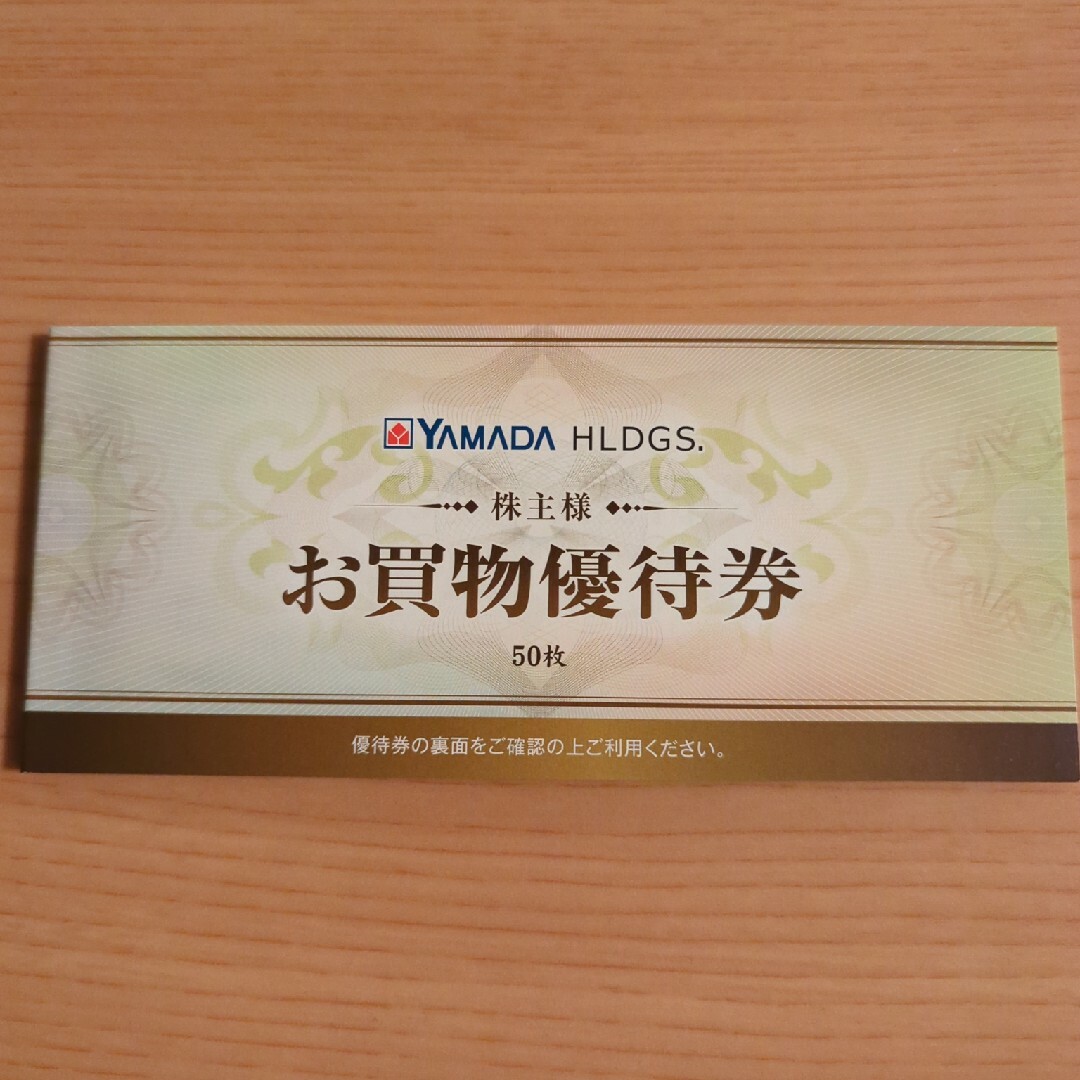 YAMADA HLDGS.
株主様
お買物優待券
50枚
優待券の裏面をご確認の上ご利用ください。